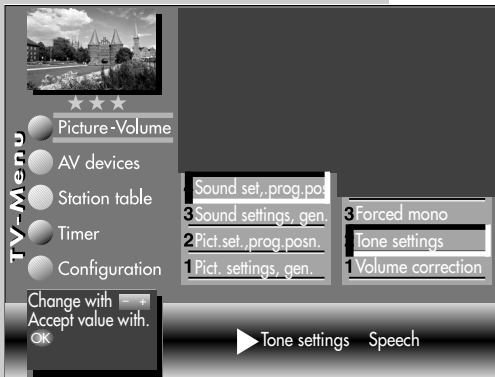 TV-Menu
Picture-Volume
AV devices
Station table
Timer
Configuration
Sound set,.prog.pos
3 Sound settings, gen.
2 Pict.set.,prog.posn.
1 Pict. settings, gen.
3 Forced mono
Tone settings
1 Volume correction
Change with - +
Accept value with.
OK
Tone settings Speech